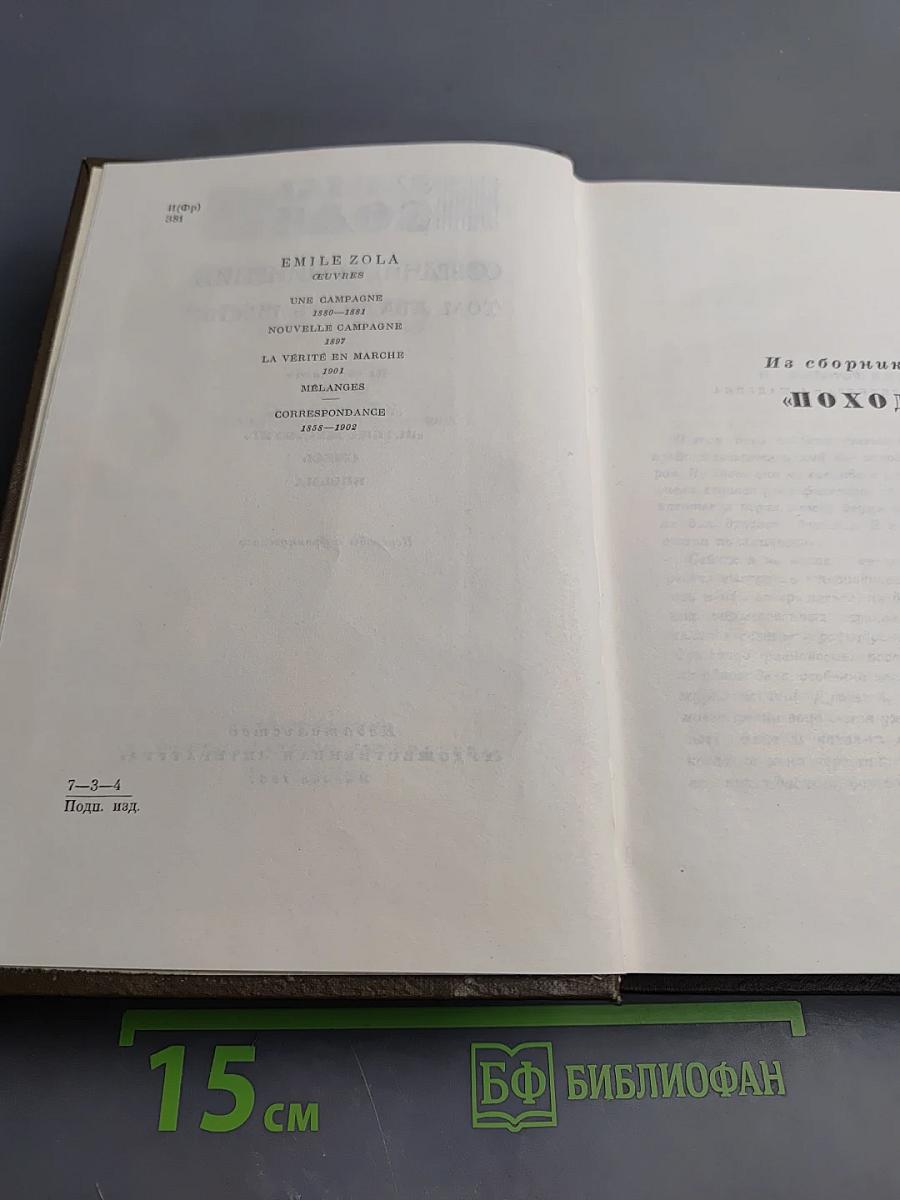 И(Фр)
З81
EMILE ZOLA
ŒUVRES
UNE CAMPAGNE
1880—1881
NOUVELLE CAMPAGNE
1897
LA VÉRITÉ EN MARCHE
1901
MÉLANGES
CORRESPONDANCE
1858—1902
7—3—4
Подп. изд.
Из сборник
«ПОХОД
15 см
БФ БИБЛИОФАН